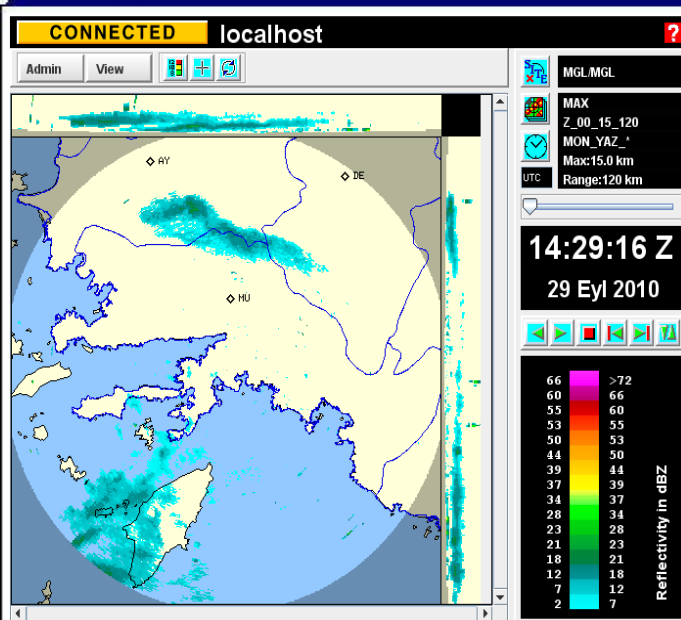 CONNECTED localhost ?
Admin View
SITE
MGL/MGL
MAX
Z_00_15_120
MON_YAZ_*
Max:15.0 km
UTC Range:120 km
AY
DE
MU
14:29:16 Z
29 Eyl 2010
66 >72
60 66
55 60
53 55
50 53
44 50
39 44
37 39
34 37
28 34
23 28
21 23
18 21
12 18
7 12
2 7
Reflectivity in dBZ